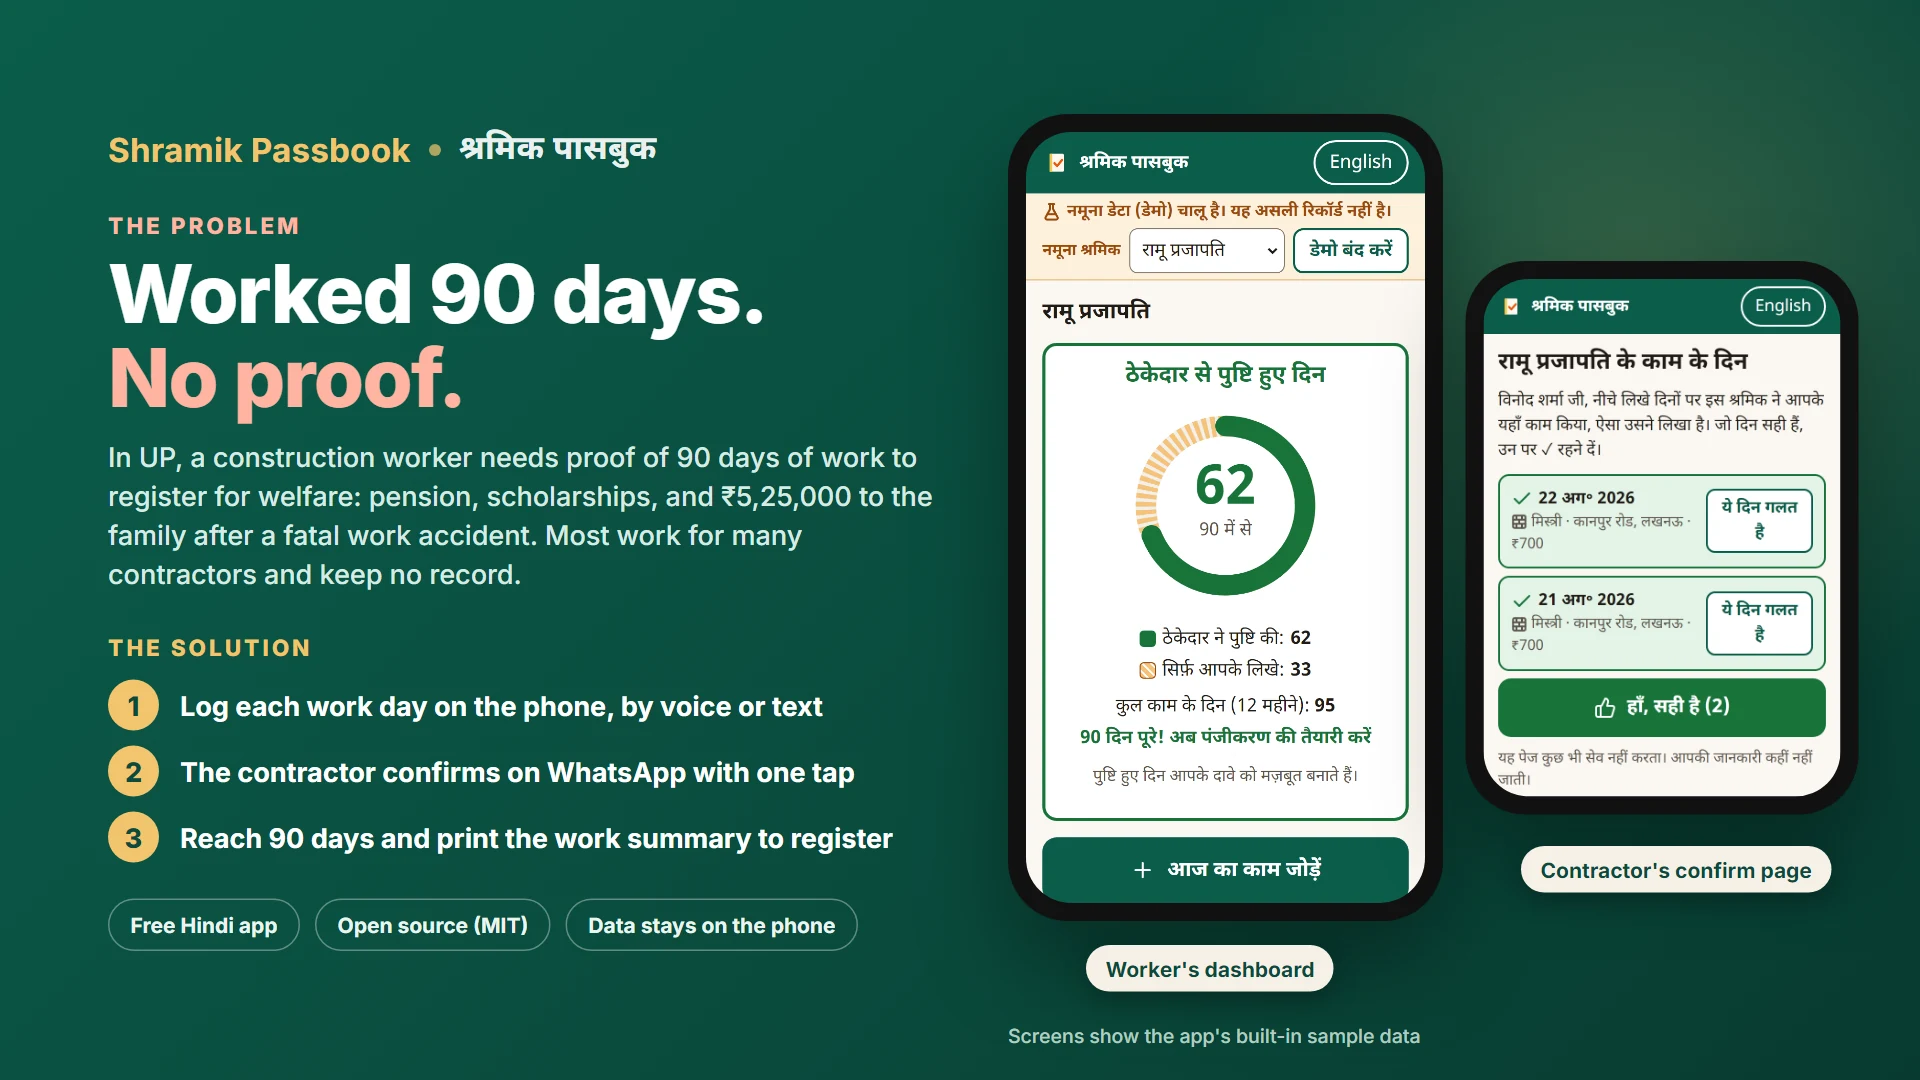 Shramik Passbook • श्रमिक पासबुक
THE PROBLEM
Worked 90 days.
No proof.
In UP, a construction worker needs proof of 90 days of work to
register for welfare: pension, scholarships, and ₹5,25,000 to the
family after a fatal work accident. Most work for many
contractors and keep no record.
THE SOLUTION
1 Log each work day on the phone, by voice or text
2 The contractor confirms on WhatsApp with one tap
3 Reach 90 days and print the work summary to register
Free Hindi app
Open source (MIT)
Data stays on the phone
श्रमिक पासबुक
English
नमूना डेटा (डेमो) चालू है। यह असली रिकॉर्ड नहीं है।
नमूना श्रमिक
रामू प्रजापति
डेमो बंद करें
रामू प्रजापति
ठेकेदार से पुष्टि हुए दिन
62
90 में से
ठेकेदार ने पुष्टि की: 62
सिर्फ़ आपके लिखे: 33
कुल काम के दिन (12 महीने): 95
90 दिन पूरे! अब पंजीकरण की तैयारी करें
पुष्टि हुए दिन आपके दावे को मज़बूत बनाते हैं।
+ आज का काम जोड़ें
Worker's dashboard
श्रमिक पासबुक
English
रामू प्रजापति के काम के दिन
विनोद शर्मा जी, नीचे लिखे दिनों पर इस श्रमिक ने आपके
यहाँ काम किया, ऐसा उसने लिखा है। जो दिन सही हैं,
उन पर ✓ रहने दें।
✓ 22 अग॰ 2026
मिस्त्री · कानपुर रोड, लखनऊ ·
₹700
ये दिन गलत
है
✓ 21 अग॰ 2026
मिस्त्री · कानपुर रोड, लखनऊ ·
₹700
ये दिन गलत
है
हाँ, सही है (2)
यह पेज कुछ भी सेव नहीं करता। आपकी जानकारी कहीं नहीं
जाती।
Contractor's confirm page
Screens show the app's built-in sample data